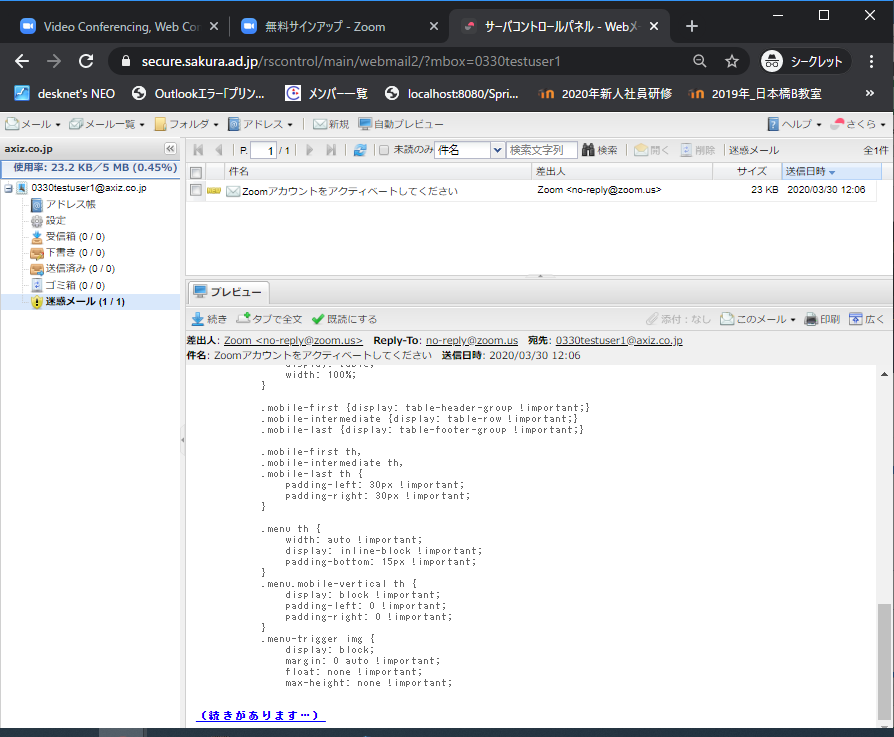 Video Conferencing, Web Co
無料サインアップ - Zoom
サーバコントロールパネル - Webメ
secure.sakura.ad.jp/rscontrol/main/webmail2/?mbox=0330testuser1
シークレット
desknet's NEO
Outlookエラー「プリン...
メンバー一覧
localhost:8080/Spri...
2020年新人社員研修
2019年_日本橋B教室
»
メール
メール一覧
フォルダ
アドレス
新規
自動プレビュー
ヘルプ
さくら
axiz.co.jp
使用率: 23.2 KB／5 MB (0.45%)
0330testuser1@axiz.co.jp
アドレス帳
設定
受信箱 (0 / 0)
下書き (0 / 0)
送信済み (0 / 0)
ゴミ箱 (0 / 0)
迷惑メール (1 / 1)
P. 1 / 1
未読のみ
件名
検索文字列
検索
開く
削除
迷惑メール
全1件
件名
差出人
サイズ
送信日時
Zoomアカウントをアクティベートしてください
Zoom <no-reply@zoom.us>
23 KB
2020/03/30 12:06
プレビュー
続き
タブで全文
既読にする
添付：なし
このメール
印刷
広く
差出人: Zoom <no-reply@zoom.us> Reply-To: no-reply@zoom.us 宛先: 0330testuser1@axiz.co.jp
件名: Zoomアカウントをアクティベートしてください 送信日時: 2020/03/30 12:06
display: table;
width: 100%;
}
.mobile-first {display: table-header-group !important;}
.mobile-intermediate {display: table-row !important;}
.mobile-last {display: table-footer-group !important;}
.mobile-first th,
.mobile-intermediate th,
.mobile-last th {
padding-left: 30px !important;
padding-right: 30px !important;
}
.menu th {
width: auto !important;
display: inline-block !important;
padding-bottom: 15px !important;
}
.menu.mobile-vertical th {
display: block !important;
padding-left: 0 !important;
padding-right: 0 !important;
}
.menu-trigger img {
display: block;
margin: 0 auto !important;
float: none !important;
max-height: none !important;
（続きがあります…）